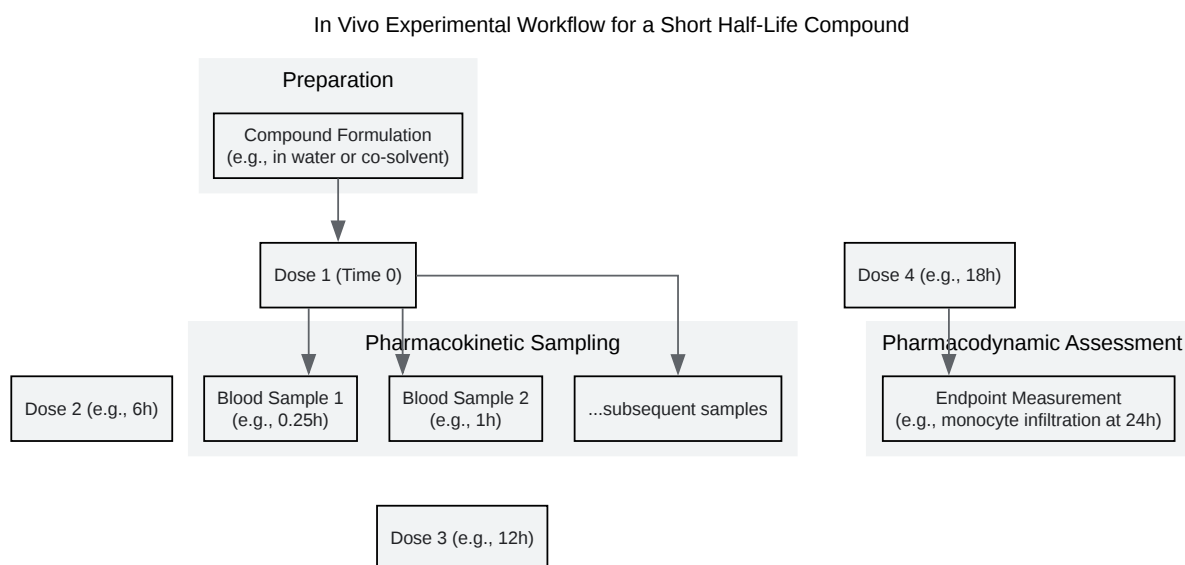 In Vivo Experimental Workflow for a Short Half-Life Compound
Preparation
Compound Formulation
(e.g., in water or co-solvent)
Dose 1 (Time 0)
Dose 4 (e.g., 18h)
Pharmacokinetic Sampling
Pharmacodynamic Assessment
Dose 2 (e.g., 6h)
Blood Sample 1
(e.g., 0.25h)
Blood Sample 2
(e.g., 1h)
...subsequent samples
Endpoint Measurement
(e.g., monocyte infiltration at 24h)
Dose 3 (e.g., 12h)